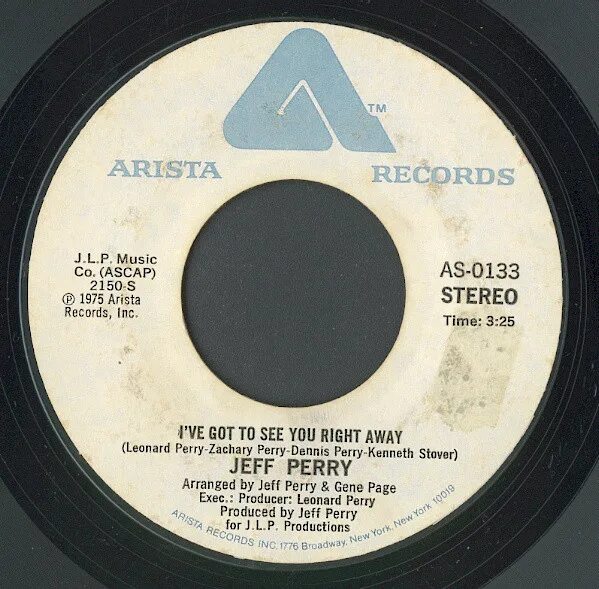 TM
ARISTA RECORDS
J.L.P. Music
Co. (ASCAP)
2150-S
℗ 1975 Arista
Records, Inc.
AS-0133
STEREO
Time: 3:25
I'VE GOT TO SEE YOU RIGHT AWAY
(Leonard Perry-Zachary Perry-Dennis Perry-Kenneth Stover)
JEFF PERRY
Arranged by Jeff Perry & Gene Page
Exec.: Producer: Leonard Perry
Produced by Jeff Perry
for J.L.P. Productions
ARISTA RECORDS INC. 1776 Broadway, New York, New York 10019